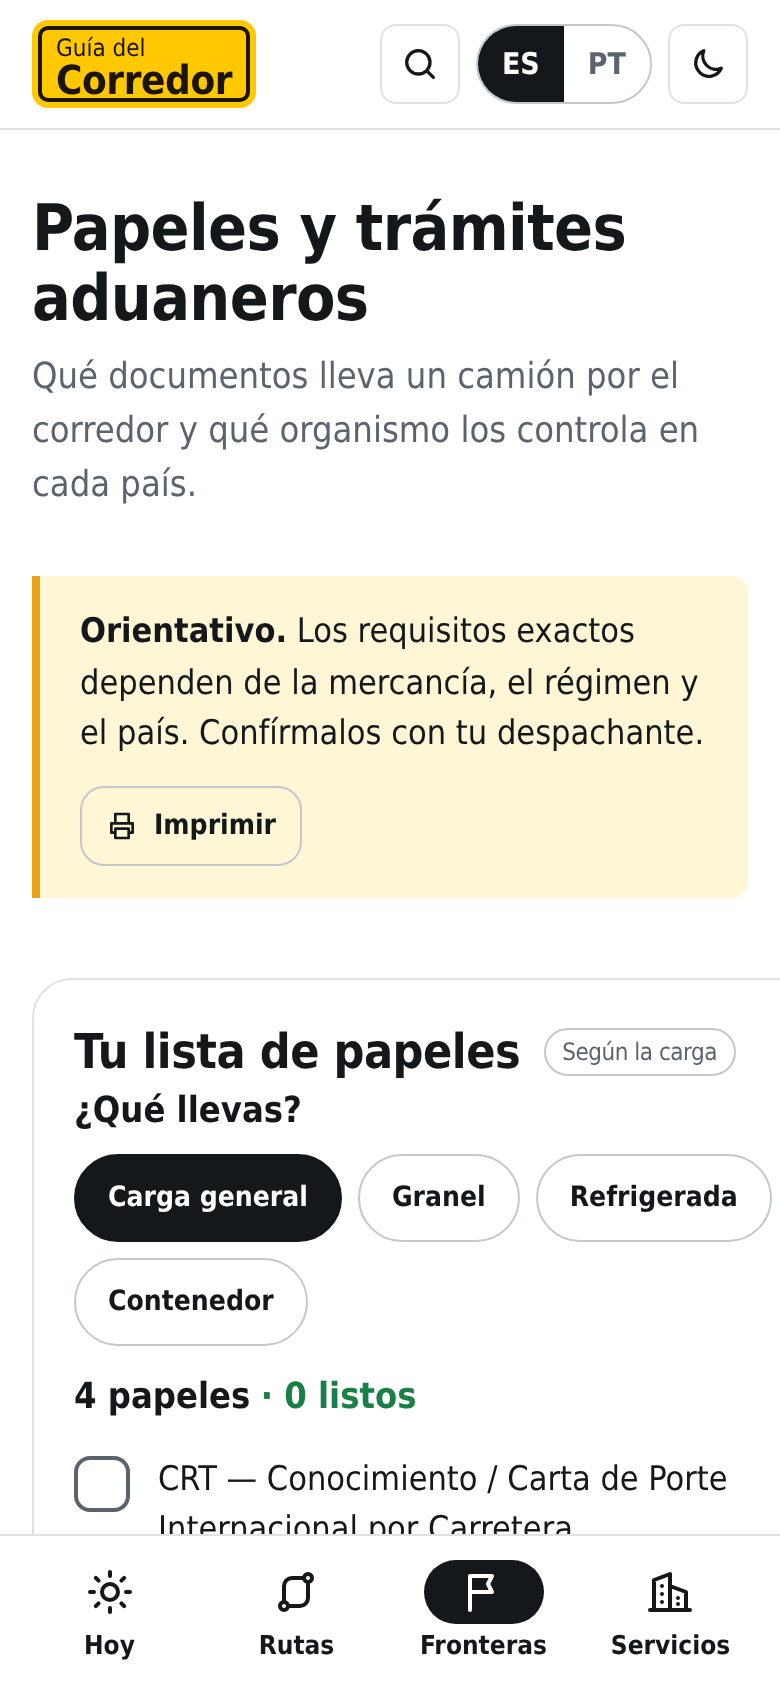 Guía del
Corredor
ES PT
Papeles y trámites
aduaneros
Qué documentos lleva un camión por el
corredor y qué organismo los controla en
cada país.
Orientativo. Los requisitos exactos
dependen de la mercancía, el régimen y
el país. Confírmalos con tu despachante.
Imprimir
Tu lista de papeles Según la carga
¿Qué llevas?
Carga general Granel Refrigerada
Contenedor
4 papeles · 0 listos
CRT — Conocimiento / Carta de Porte
Internacional por Carretera
Hoy Rutas Fronteras Servicios